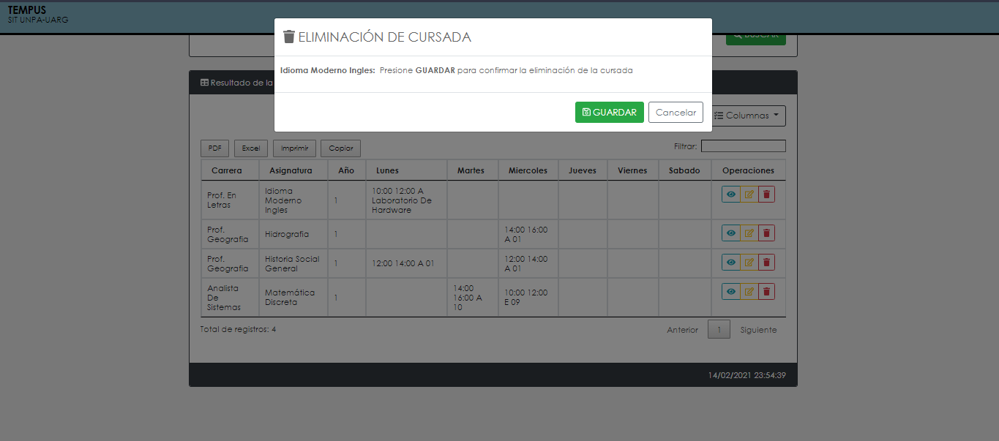 TEMPUS
SIT UNPA-UARG
ELIMINACIÓN DE CURSADA
Idioma Moderno Ingles: Presione GUARDAR para confirmar la eliminación de la cursada
GUARDAR Cancelar
BUSCAR
Resultado de la
Columnas
PDF Excel Imprimir Copiar
Filtrar:
Carrera Asignatura Año Lunes Martes Miercoles Jueves Viernes Sabado Operaciones
Prof. En
Letras
Idioma
Moderno
Ingles
1
10:00 12:00 A
Laboratorio De
Hardware
Prof.
Geografia
Hidrografia
1
14:00 16:00
A 01
Prof.
Geografia
Historia Social
General
1
12:00 14:00 A 01
12:00 14:00
A 01
Analista
De
Sistemas
Matemática
Discreta
1
14:00
16:00 A
10
10:00 12:00
E 09
Total de registros: 4
Anterior 1 Siguiente
14/02/2021 23:54:39